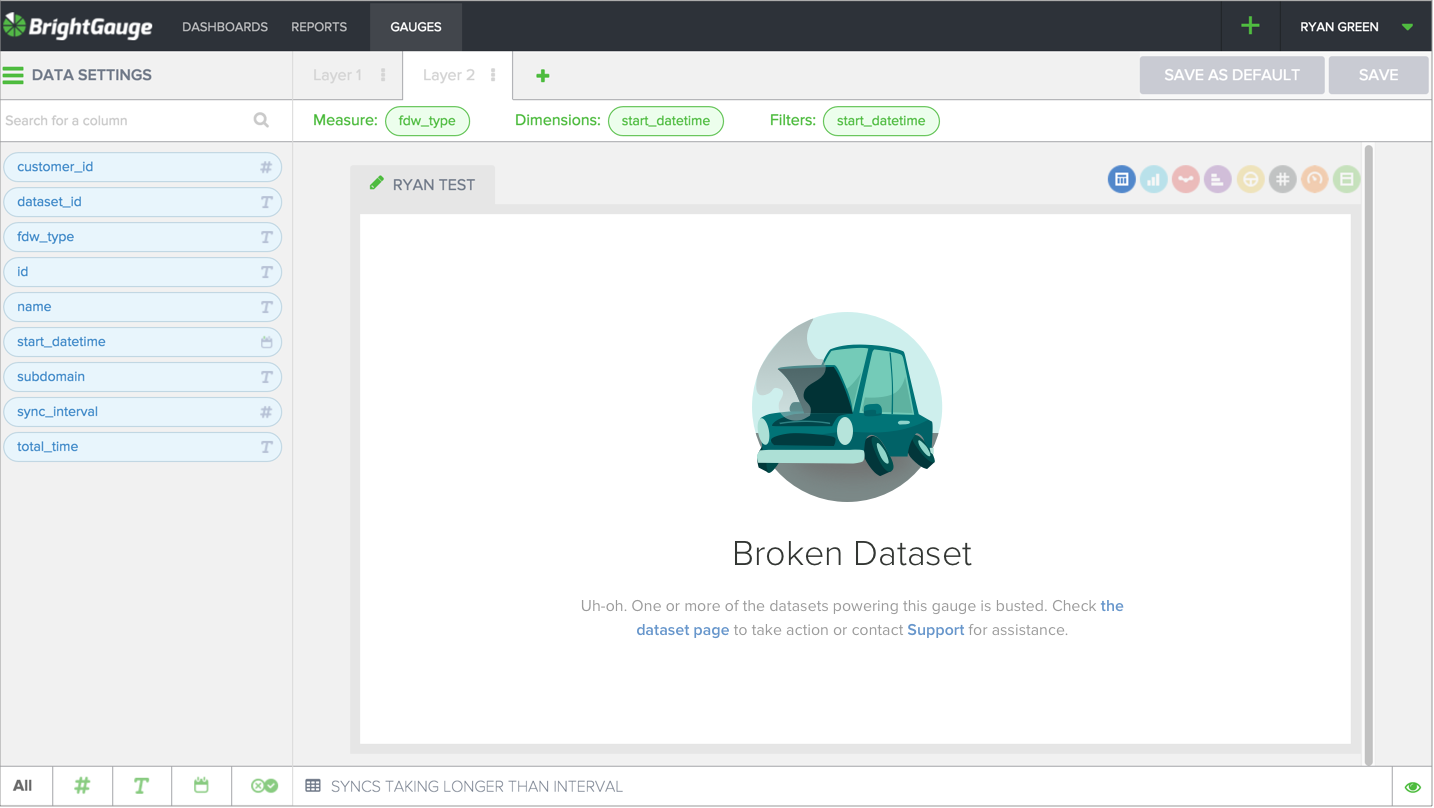 BrightGauge DASHBOARDS REPORTS GAUGES RYAN GREEN
DATA SETTINGS Layer 1 Layer 2 SAVE AS DEFAULT SAVE
Search for a column Measure: fdw_type Dimensions: start_datetime Filters: start_datetime
customer_id #
dataset_id T
fdw_type T
id T
name T
start_datetime
subdomain T
sync_interval #
total_time T
RYAN TEST #
Broken Dataset
Uh-oh. One or more of the datasets powering this gauge is busted. Check the
dataset page to take action or contact Support for assistance.
All # T SYNCS TAKING LONGER THAN INTERVAL